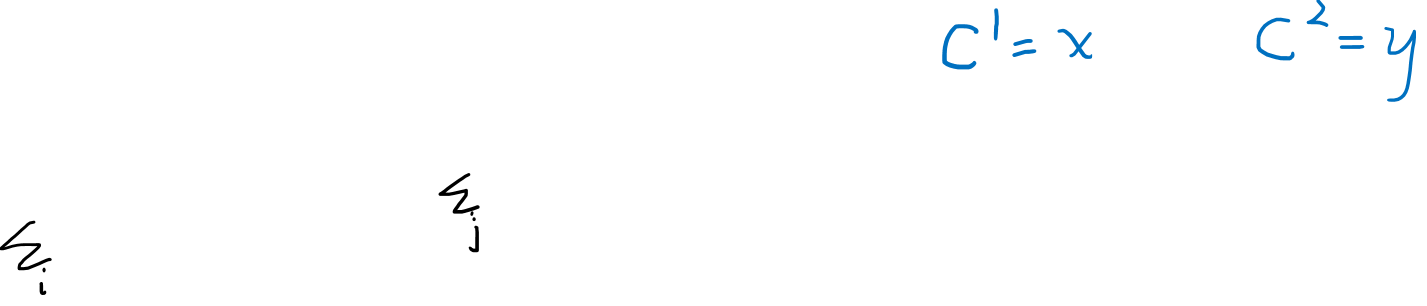 C¹ = x    C² = y
ξⱼ
ξᵢ